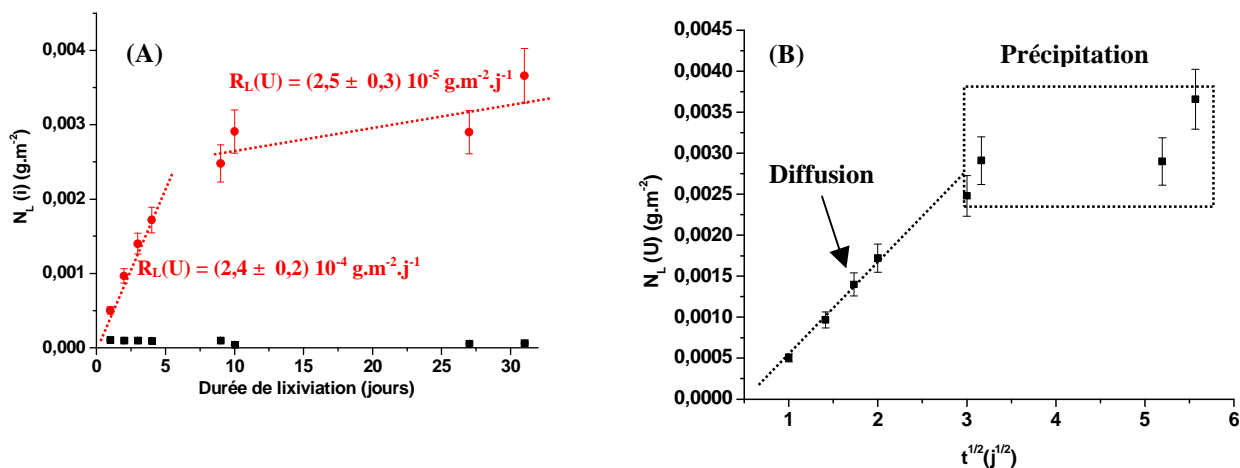 (A)
R_L(U) = (2,5 ± 0,3) 10^-5 g.m^-2.j^-1
R_L(U) = (2,4 ± 0,2) 10^-4 g.m^-2.j^-1
N_L (i) (g.m^-2)
0,004
0,003
0,002
0,001
0,000
0 5 10 15 20 25 30
Durée de lixiviation (jours)
(B)
Précipitation
Diffusion
N_L (U) (g.m^-2)
0,0045
0,0040
0,0035
0,0030
0,0025
0,0020
0,0015
0,0010
0,0005
0,0000
1 2 3 4 5 6
t^1/2(j^1/2)